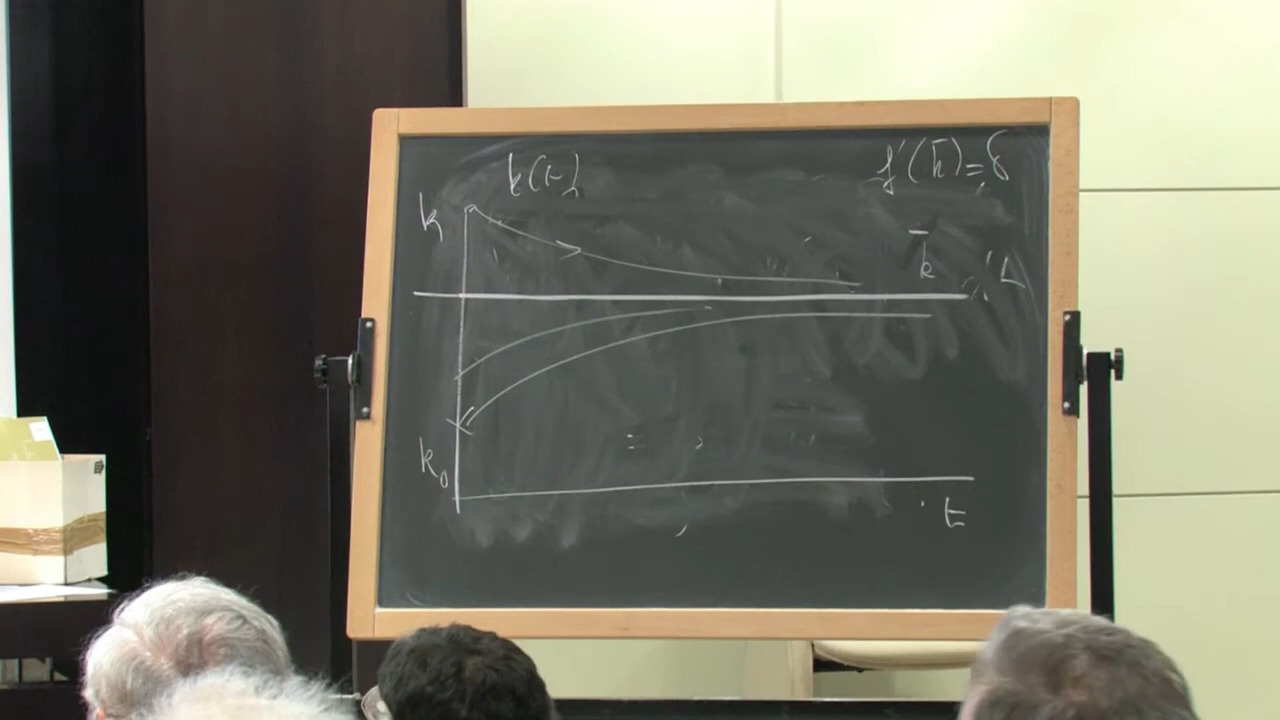 k(t)
f'(k̄)=δ
k
k̄
k₀
t